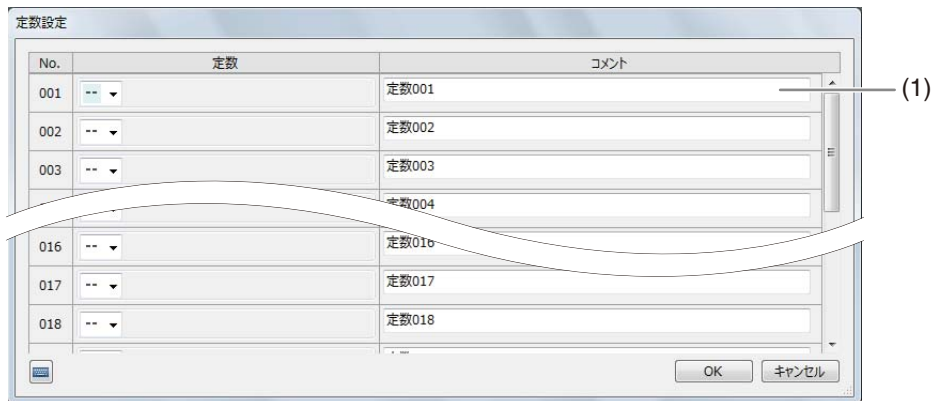 定数設定
No. 定数 コメント
001 -- 定数001 (1)
002 -- 定数002
003 -- 定数003
定数004
016 -- 定数016
017 -- 定数017
018 -- 定数018
OK キャンセル